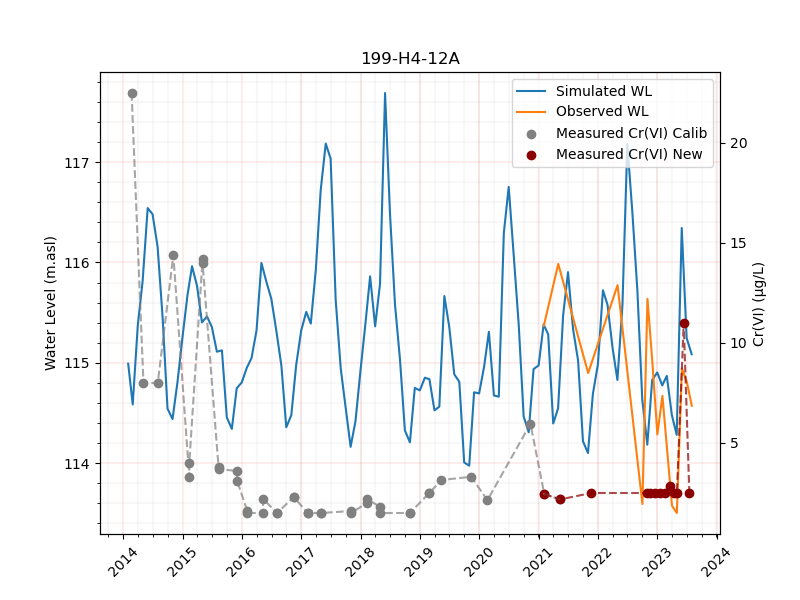 199-H4-12A
Simulated WL
Observed WL
Measured Cr(VI) Calib
Measured Cr(VI) New
Water Level (m.asl)
117
116
115
114
Cr(VI) (µg/L)
20
15
10
5
2014 2015 2016 2017 2018 2019 2020 2021 2022 2023 2024